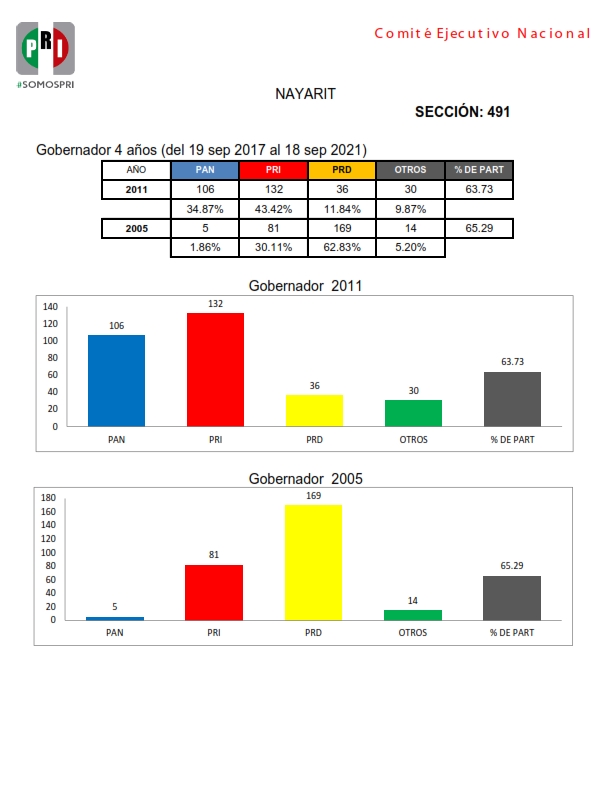 Comité Ejecutivo Nacional
PRI
#SOMOSPRI
NAYARIT
SECCIÓN: 491
Gobernador 4 años (del 19 sep 2017 al 18 sep 2021)
AÑO PAN PRI PRD OTROS % DE PART
2011 106 132 36 30 63.73
34.87% 43.42% 11.84% 9.87%
2005 5 81 169 14 65.29
1.86% 30.11% 62.83% 5.20%
Gobernador 2011
140
120
100
80
60
40
20
0
106
132
36
30
63.73
PAN PRI PRD OTROS % DE PART
Gobernador 2005
180
160
140
120
100
80
60
40
20
0
5
81
169
14
65.29
PAN PRI PRD OTROS % DE PART